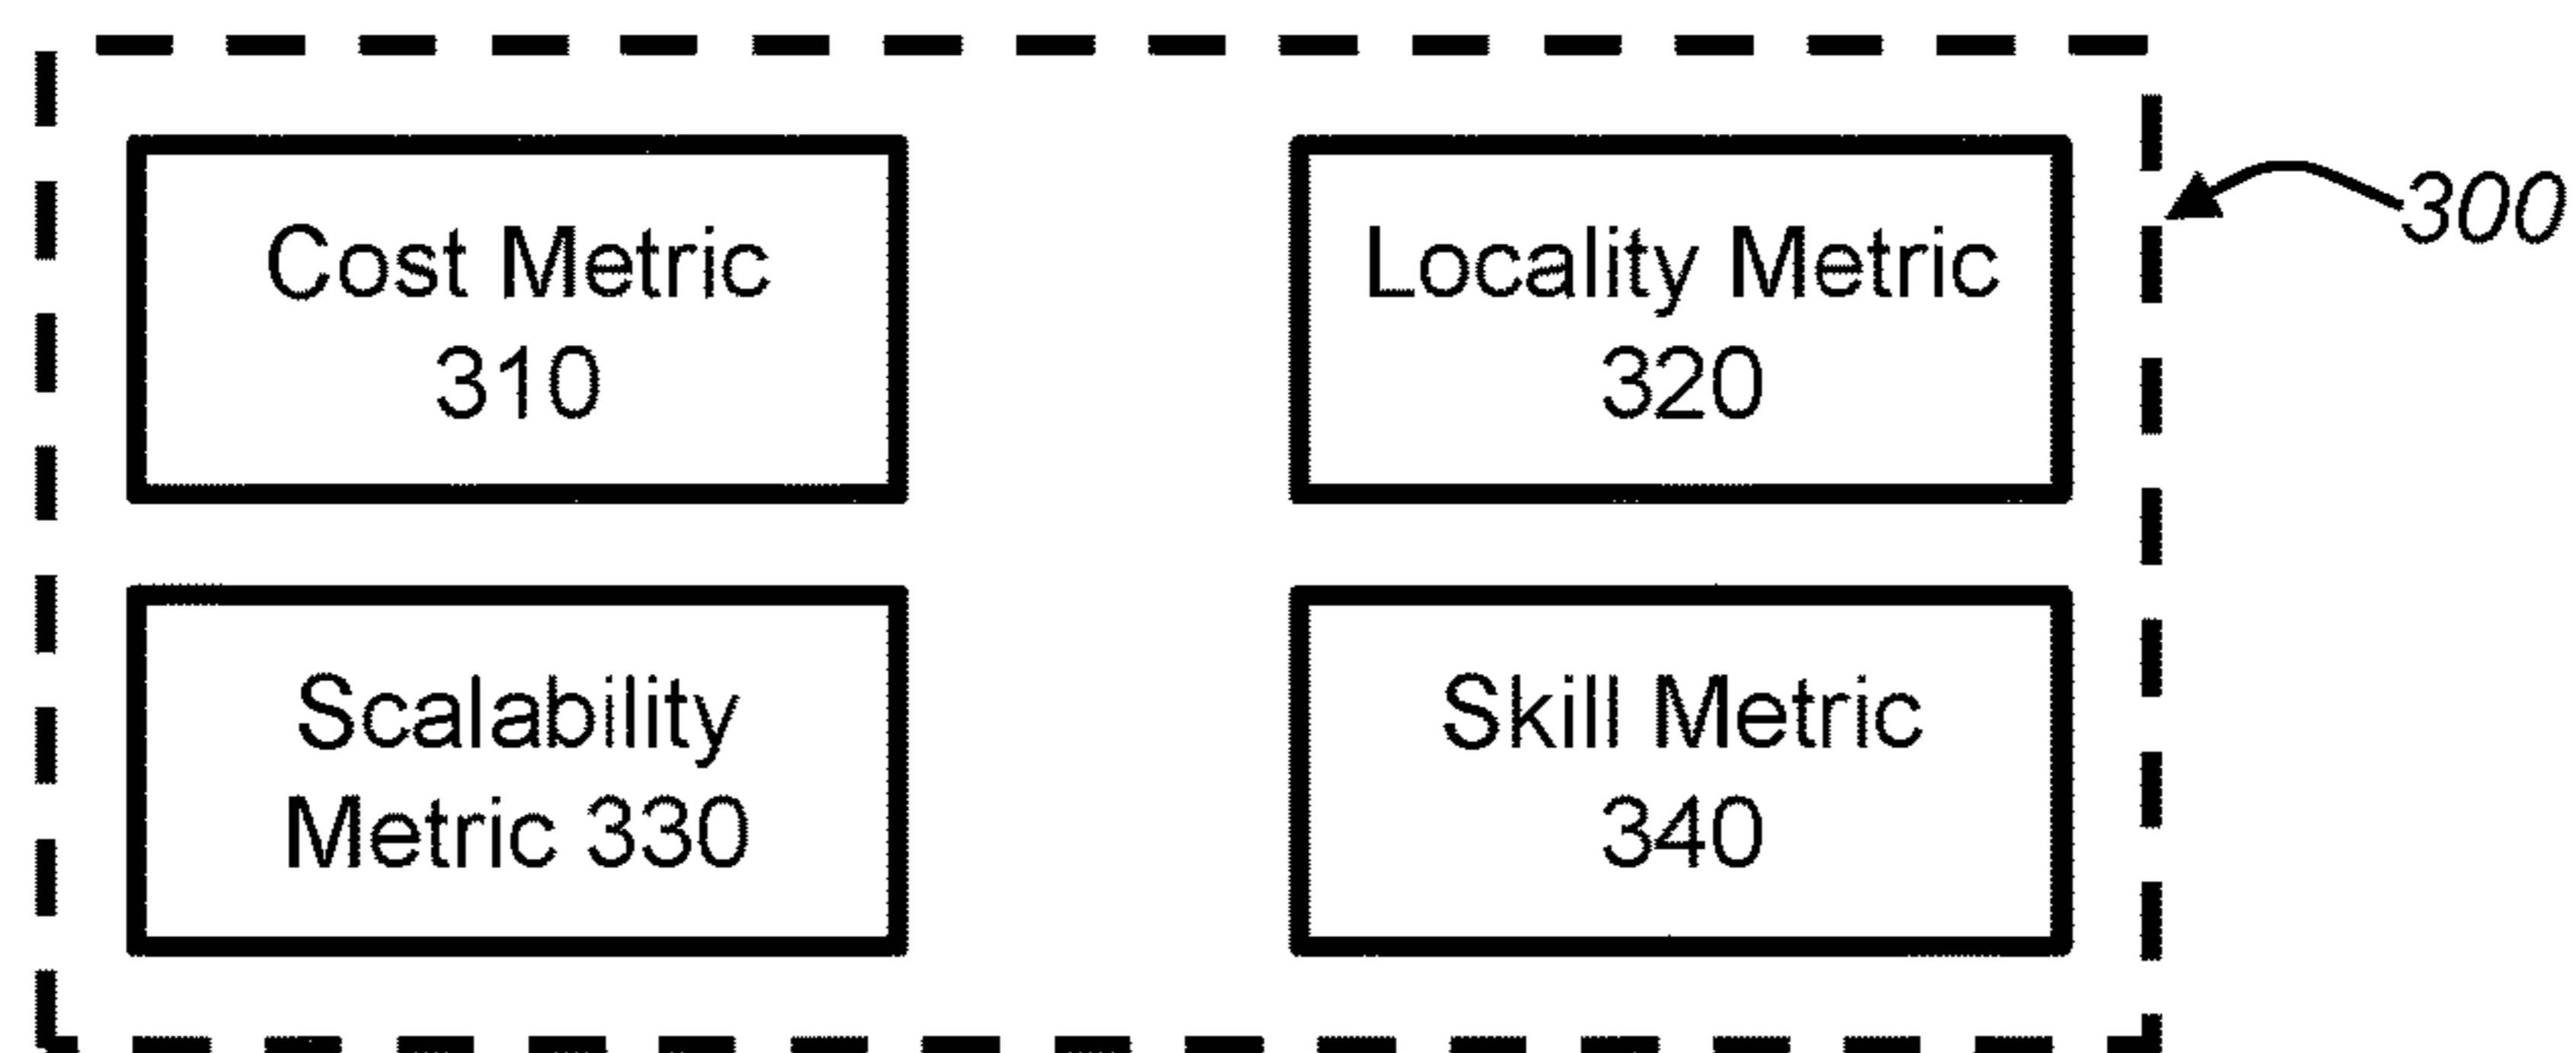 Cost Metric
310
Locality Metric
320
300
Scalability
Metric 330
Skill Metric
340